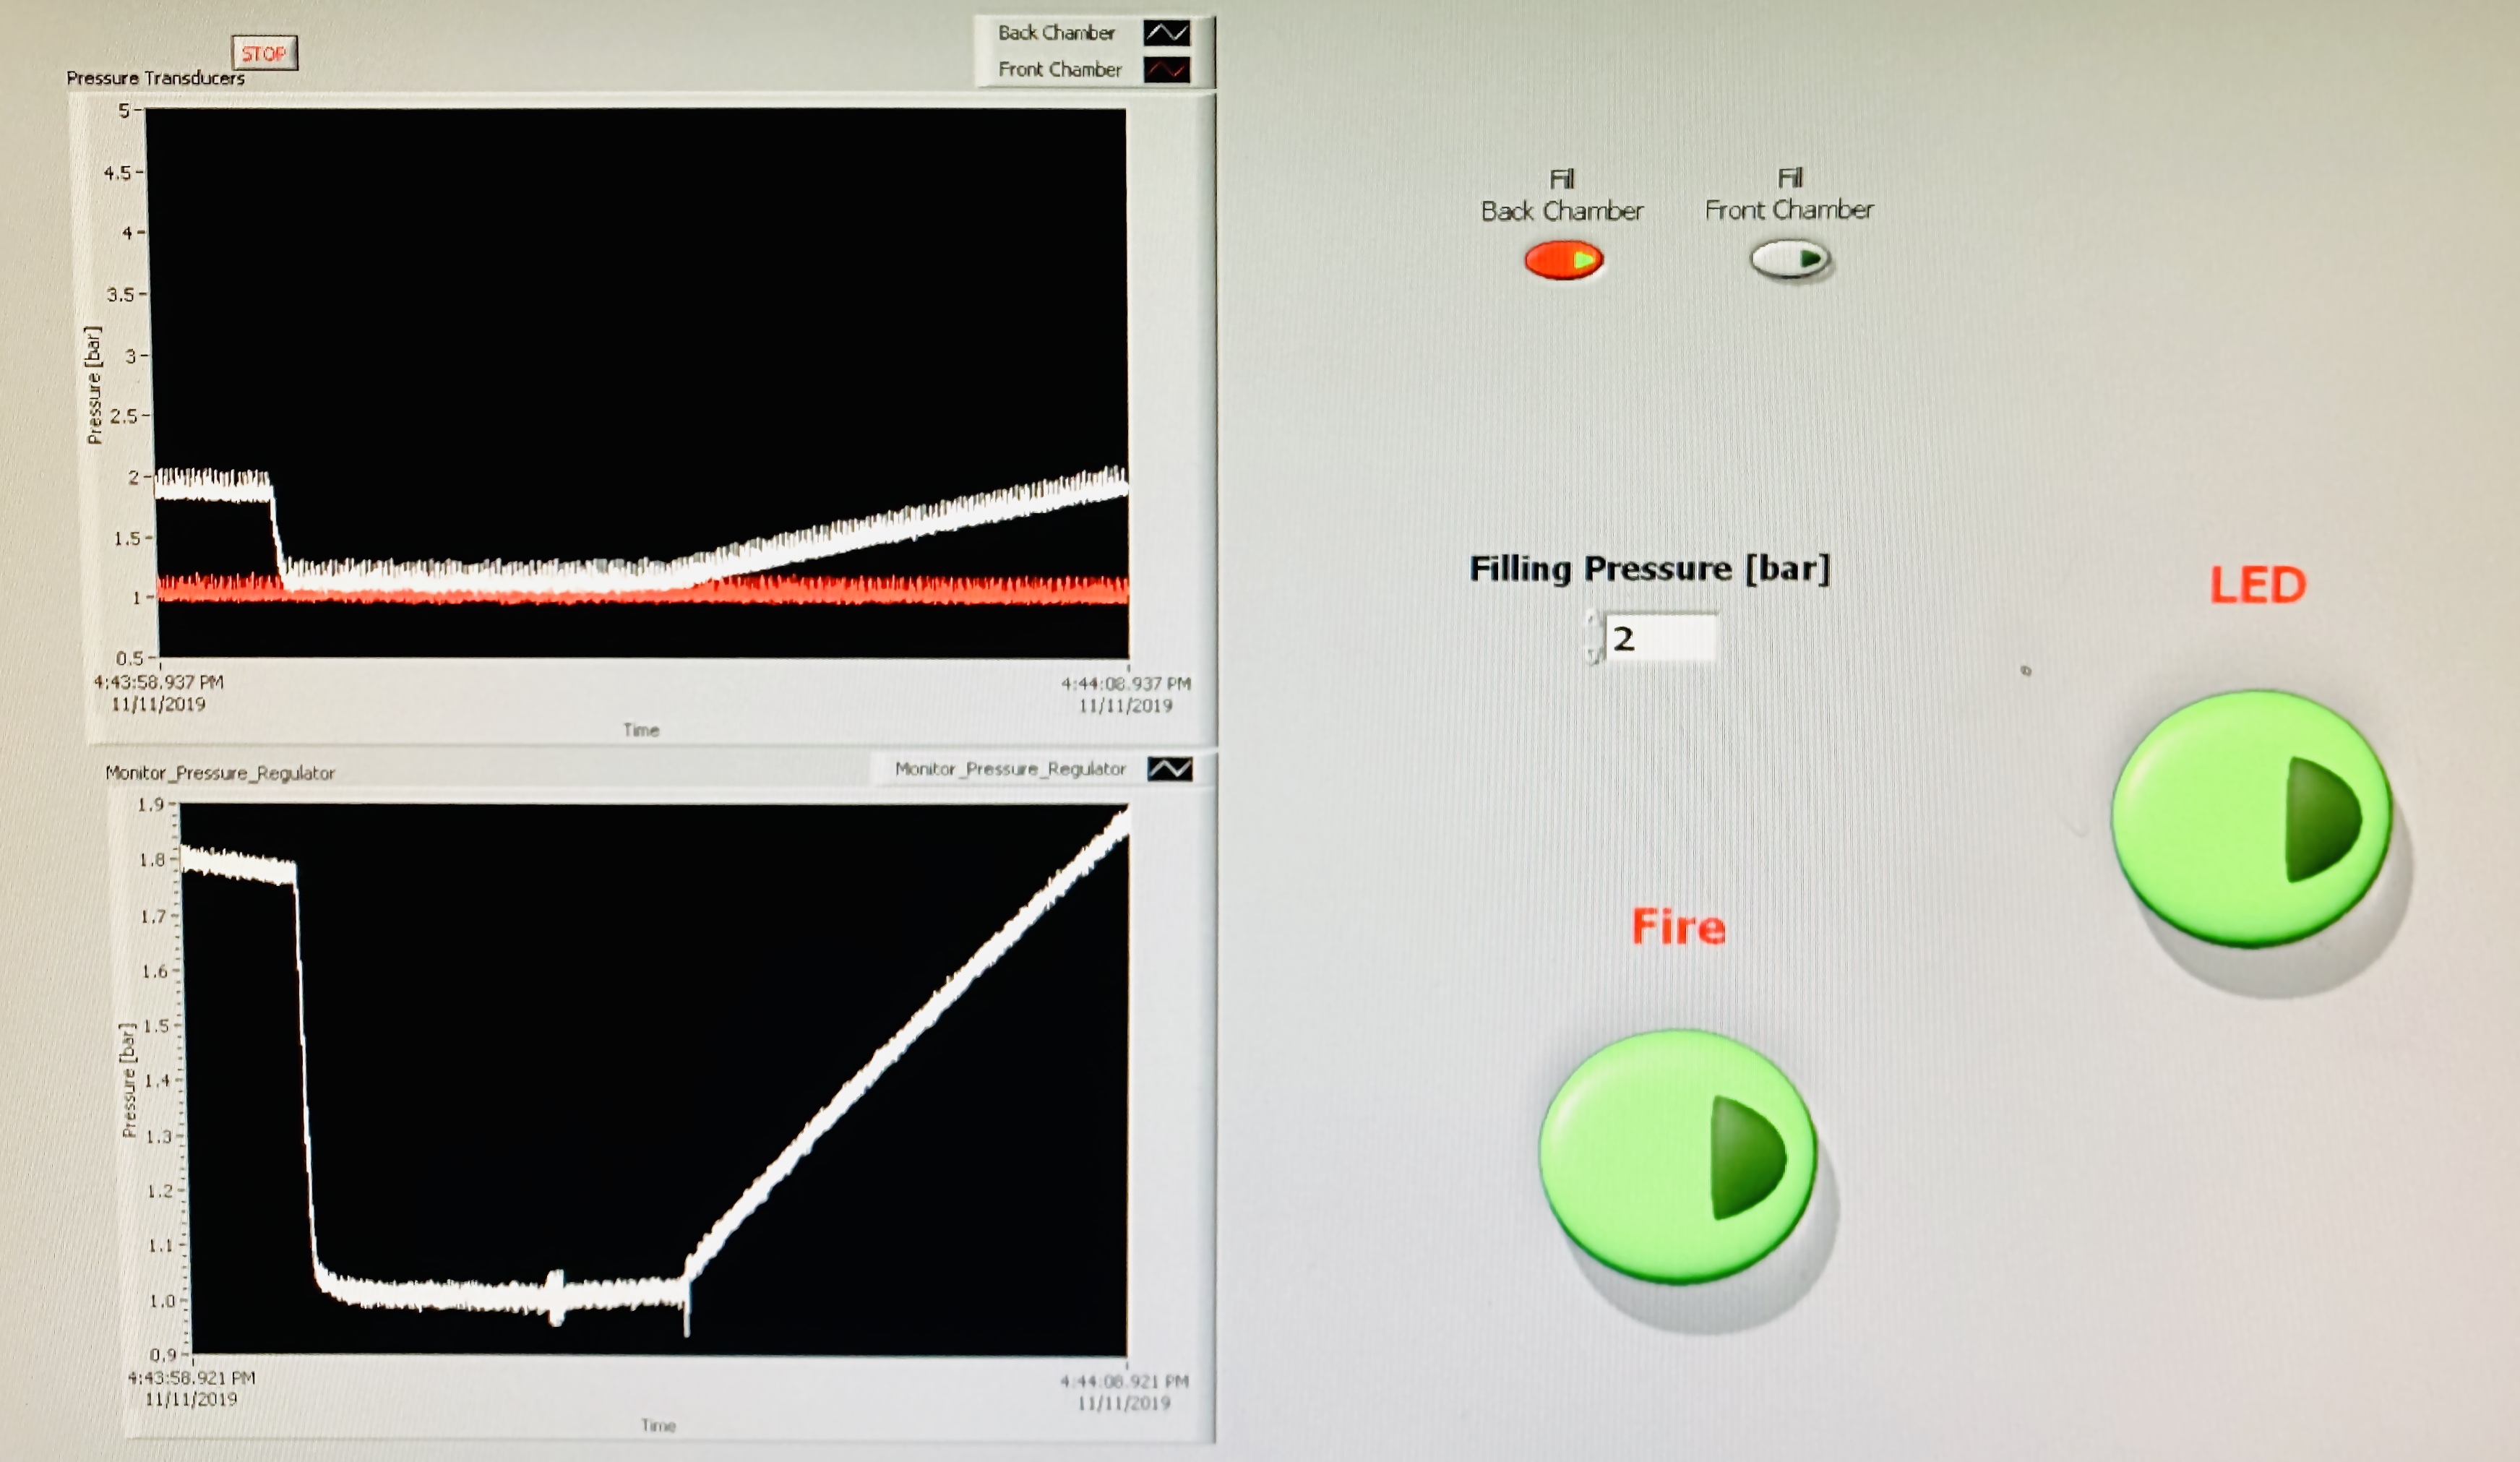 STOP
Pressure Transducers
Back Chamber
Front Chamber
5
4.5
4
3.5
3
2.5
2
1.5
1
0.5
Pressure [bar]
4:43:58.937 PM
11/11/2019
4:44:08.937 PM
11/11/2019
Time
Monitor_Pressure_Regulator
Monitor_Pressure_Regulator
1.9
1.8
1.7
1.6
1.5
1.4
1.3
1.2
1.1
1.0
0.9
Pressure [bar]
4:43:58.921 PM
11/11/2019
4:44:08.921 PM
11/11/2019
Time
Fill
Back Chamber
Fill
Front Chamber
Filling Pressure [bar]
2
LED
Fire